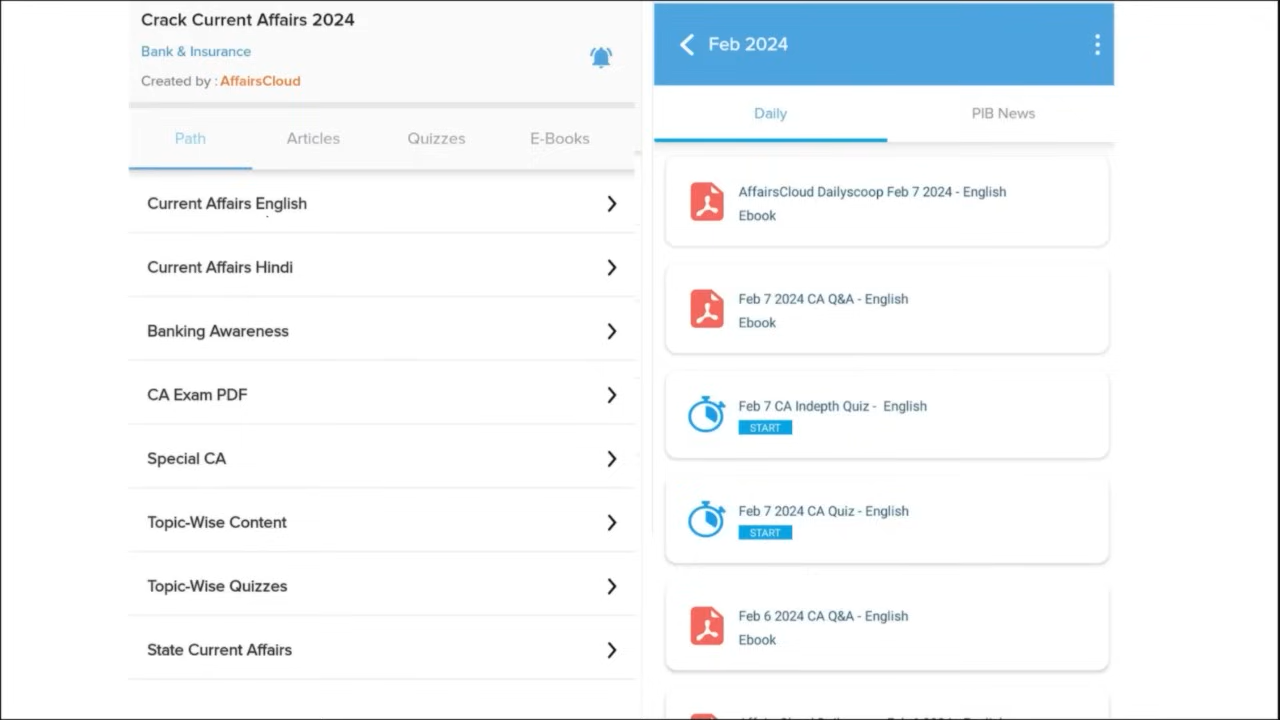 Crack Current Affairs 2024
Bank & Insurance
Created by : AffairsCloud
Path
Articles
Quizzes
E-Books
Current Affairs English
Current Affairs Hindi
Banking Awareness
CA Exam PDF
Special CA
Topic-Wise Content
Topic-Wise Quizzes
State Current Affairs
Feb 2024
Daily
PIB News
AffairsCloud Dailyscoop Feb 7 2024 - English
Ebook
Feb 7 2024 CA Q&A - English
Ebook
Feb 7 CA Indepth Quiz -  English
START
Feb 7 2024 CA Quiz - English
START
Feb 6 2024 CA Q&A - English
Ebook